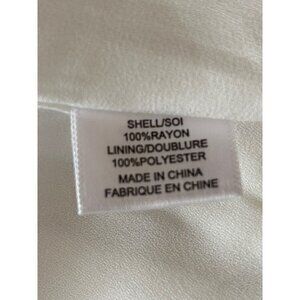 SHELL/SOI
100%RAYON
LINING/DOUBLURE
100%POLYESTER
MADE IN CHINA
FABRIQUE EN CHINE